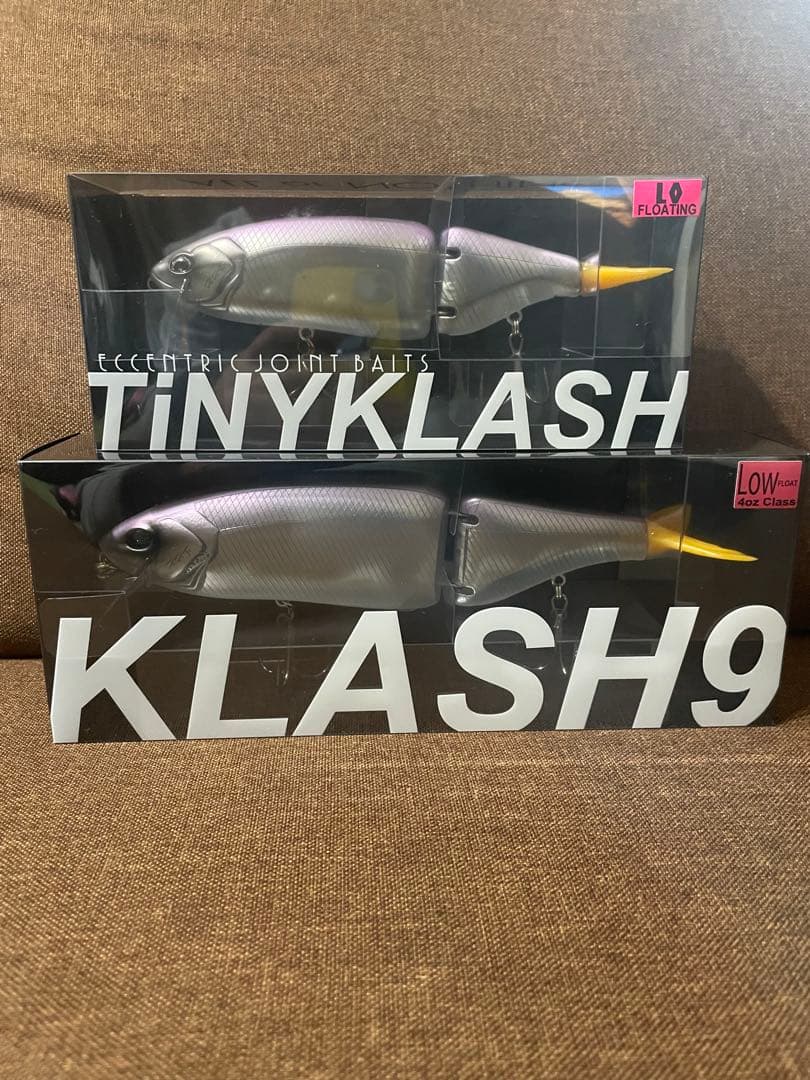 LO
FLOATING
ECCENTRIC JOINT BAITS
TiNYKLASH
LOW FLOAT
4oz Class
KLASH9